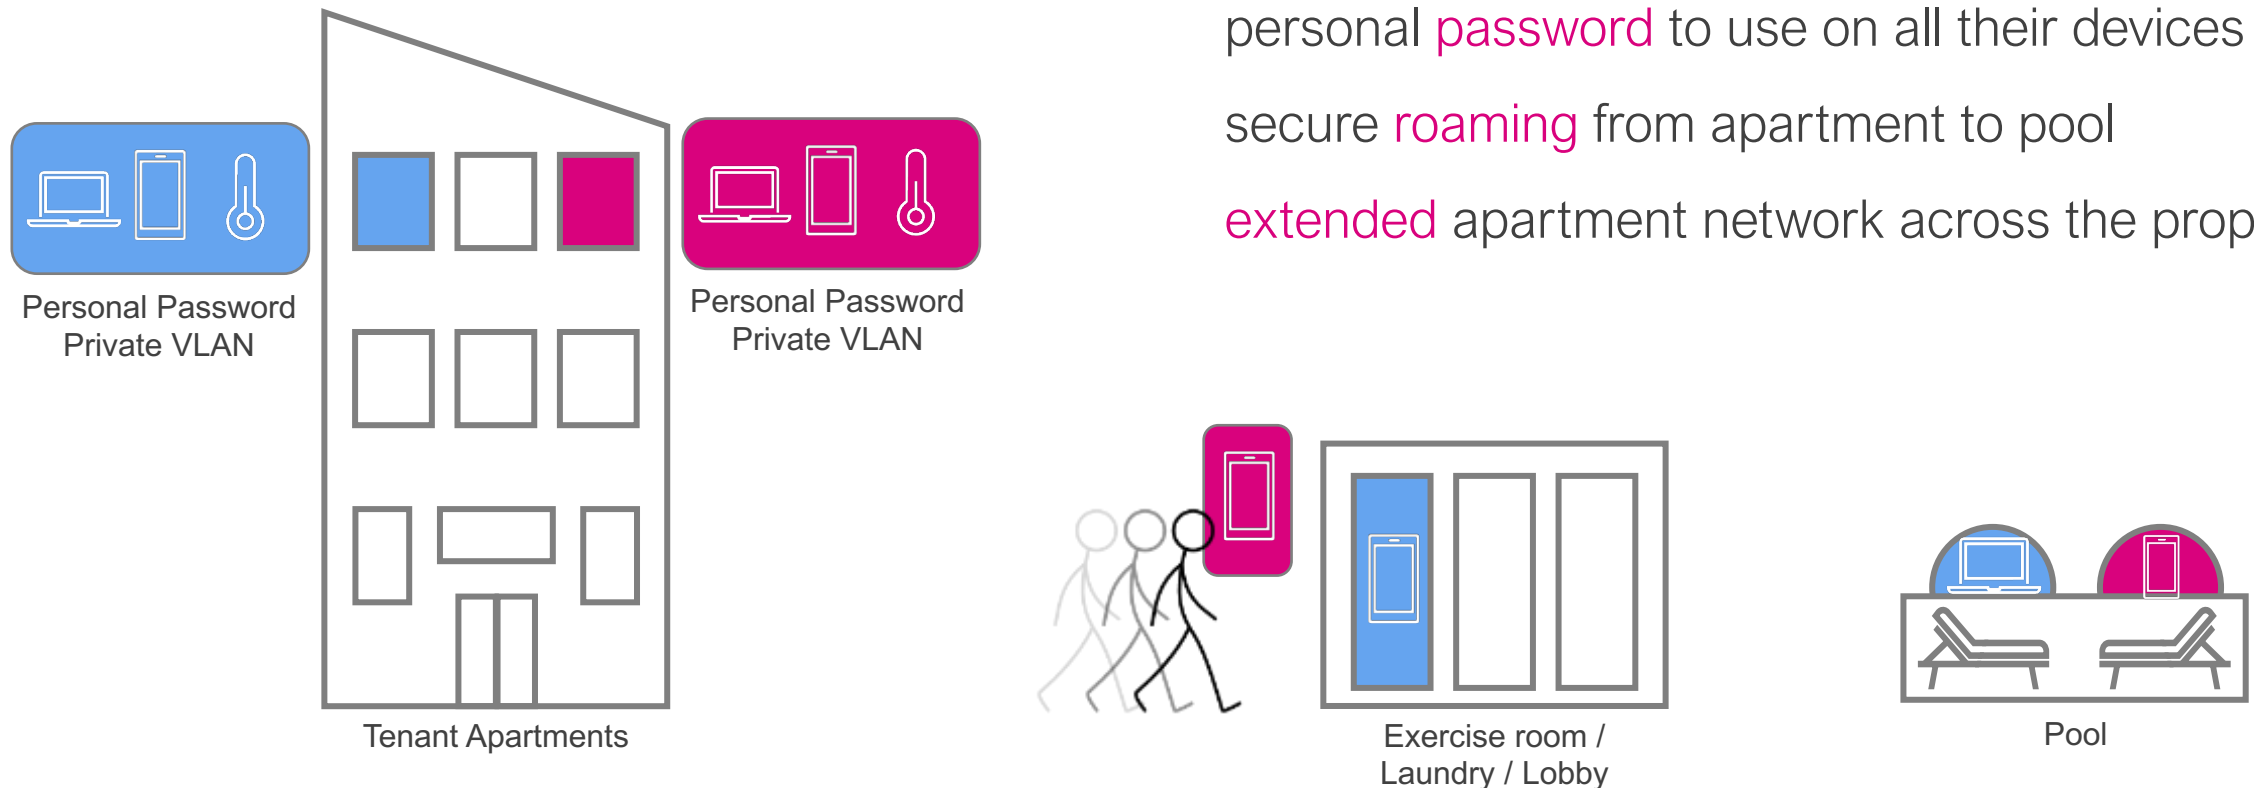 personal password to use on all their devices
secure roaming from apartment to pool
extended apartment network across the prop
Personal Password
Private VLAN
Personal Password
Private VLAN
Tenant Apartments
Exercise room /
Laundry / Lobby
Pool